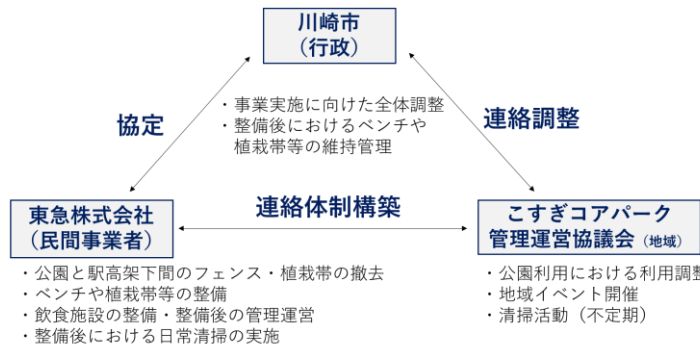 川崎市
（行政）
・事業実施に向けた全体調整
・整備後におけるベンチや
植栽帯等の維持管理
協定
連絡調整
連絡体制構築
東急株式会社
（民間事業者）
・公園と駅高架下間のフェンス・植栽帯の撤去
・ベンチや植栽帯等の整備
・飲食施設の整備・整備後の管理運営
・整備後における日常清掃の実施
こすぎコアパーク
管理運営協議会（地域）
・公園利用における利用調整
・地域イベント開催
・清掃活動（不定期）